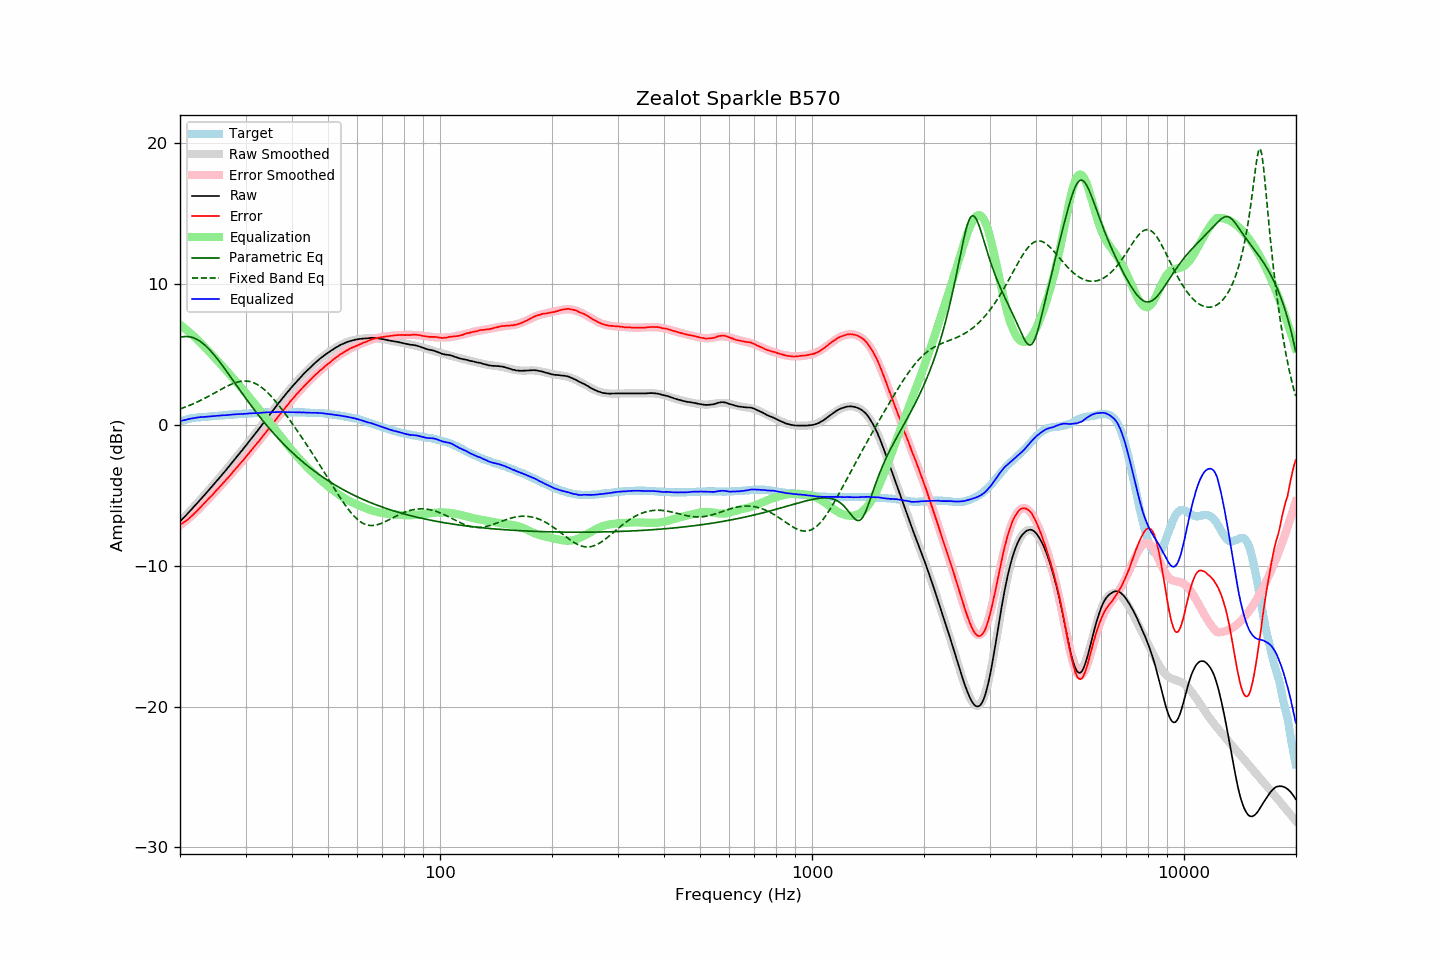 Zealot Sparkle B570
Target
Raw Smoothed
Error Smoothed
Raw
Error
Equalization
Parametric Eq
Fixed Band Eq
Equalized
20
10
0
−10
−20
−30
Amplitude (dBr)
100
1000
10000
Frequency (Hz)